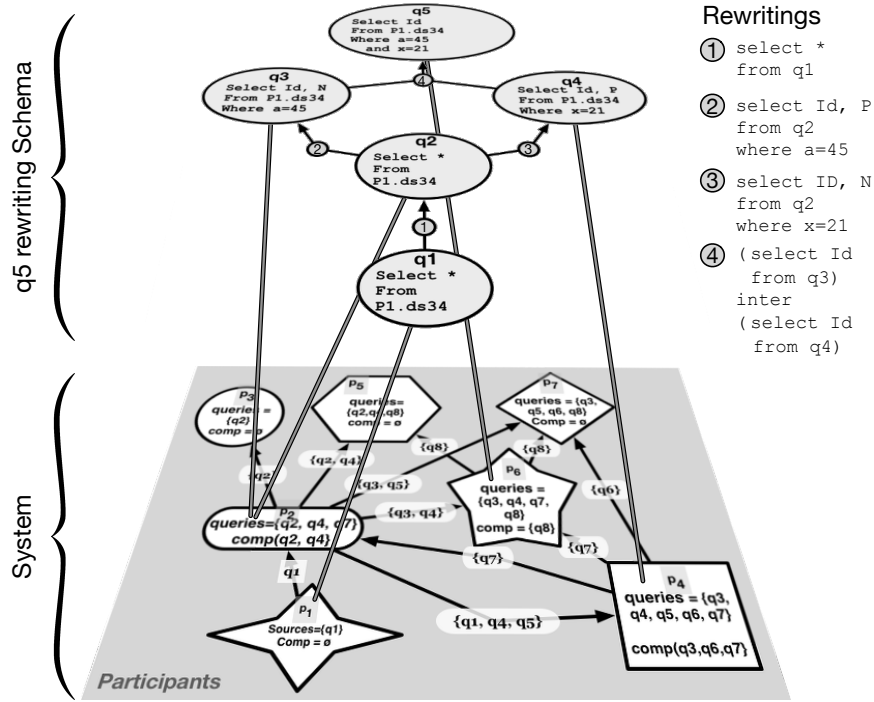 q5
Select Id
From P1.ds34
Where a=45
and x=21
q3
Select Id, N
From P1.ds34
Where a=45
4
q4
Select Id, P
From P1.ds34
Where x=21
2
q2
Select *
From
P1.ds34
3
1
q1
Select *
From
P1.ds34
Rewritings
1 select *
from q1
2 select Id, P
from q2
where a=45
3 select ID, N
from q2
where x=21
4 (select Id
from q3)
inter
(select Id
from q4)
q5 rewriting Schema
System
P3
queries =
{q2}
comp = ø
P5
queries=
{q2,q4,q8}
comp = ø
P7
queries = {q3,
q5, q6, q8}
Comp = ø
{q2}
{q2, q4}
{q3, q5}
{q8}
{q8}
{q6}
P6
queries =
{q3, q4, q7,
q8}
comp = {q8}
P2
queries={q2, q4, q7}
comp(q2, q4}
{q3, q4}
{q7}
{q7}
q1
P1
Sources={q1}
Comp = ø
{q1, q4, q5}
P4
queries = {q3,
q4, q5, q6, q7}
comp(q3,q6,q7}
Participants